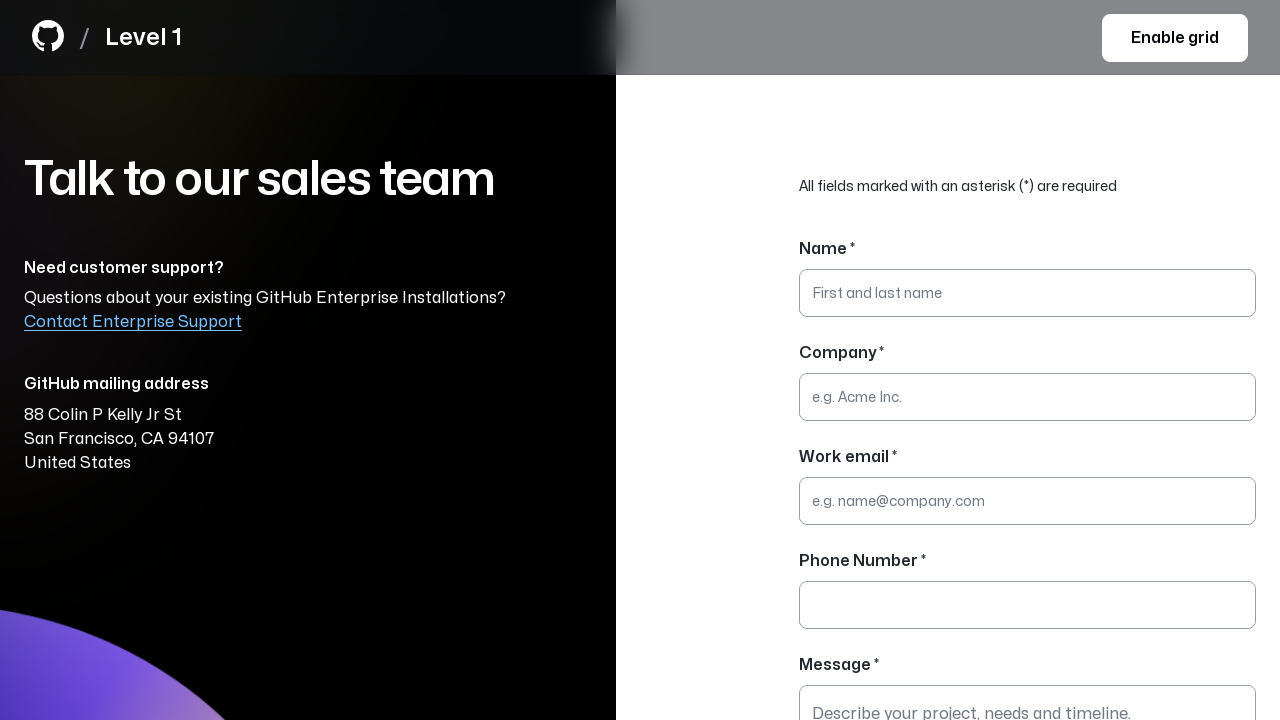 / Level 1
Enable grid
Talk to our sales team
Need customer support?
Questions about your existing GitHub Enterprise Installations?
Contact Enterprise Support
GitHub mailing address
88 Colin P Kelly Jr St
San Francisco, CA 94107
United States
All fields marked with an asterisk (*) are required
Name *
First and last name
Company *
e.g. Acme Inc.
Work email *
e.g. name@company.com
Phone Number *
Message *
Describe your project, needs and timeline.